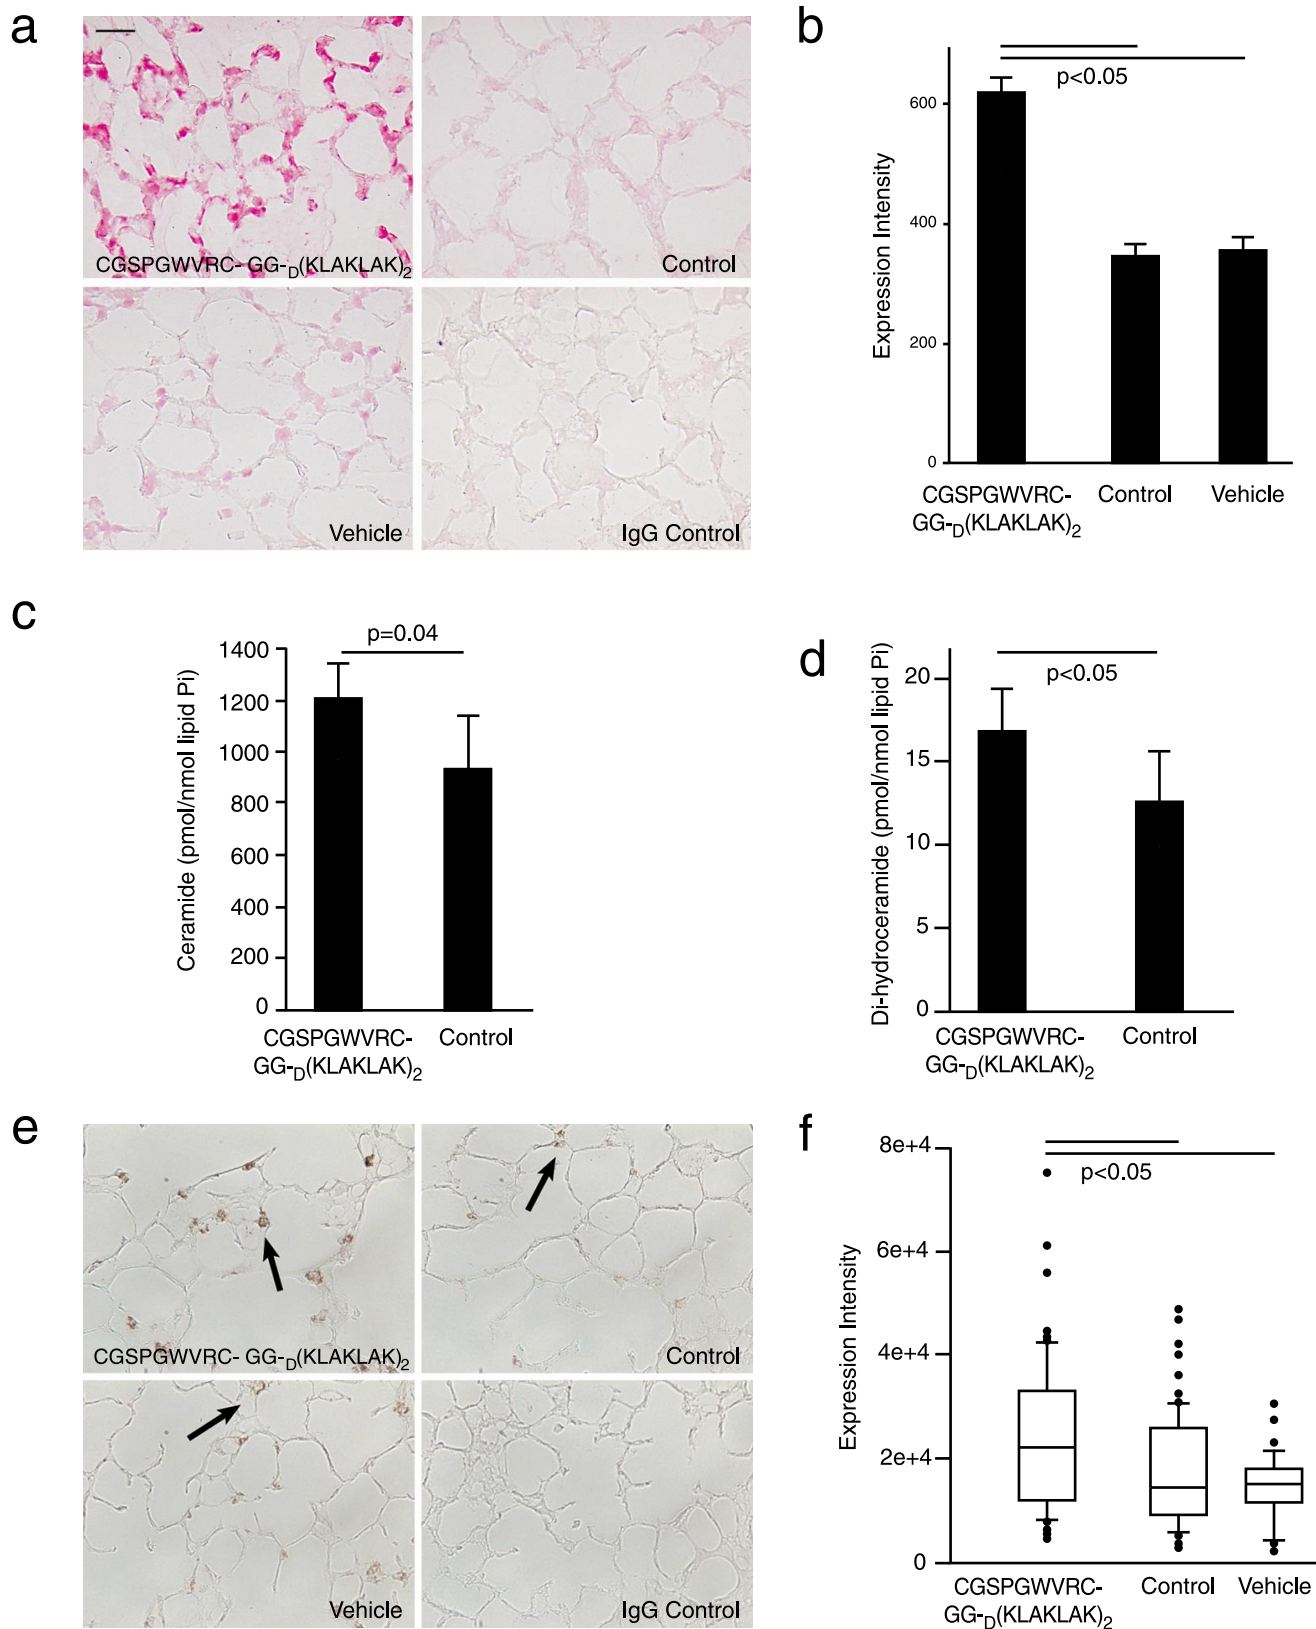 a
CGSPGWVRC- GG-D(KLAKLAK)2
Control
Vehicle
IgG Control
b
p<0.05
Expression Intensity
600
400
200
0
CGSPGWVRC-
GG-D(KLAKLAK)2
Control
Vehicle
c
p=0.04
Ceramide (pmol/nmol lipid Pi)
1400
1200
1000
800
600
400
200
0
CGSPGWVRC-
GG-D(KLAKLAK)2
Control
d
p<0.05
Di-hydroceramide (pmol/nmol lipid Pi)
20
15
10
5
0
CGSPGWVRC-
GG-D(KLAKLAK)2
Control
e
CGSPGWVRC- GG-D(KLAKLAK)2
Control
Vehicle
IgG Control
f
p<0.05
Expression Intensity
8e+4
6e+4
4e+4
2e+4
0
CGSPGWVRC-
GG-D(KLAKLAK)2
Control
Vehicle